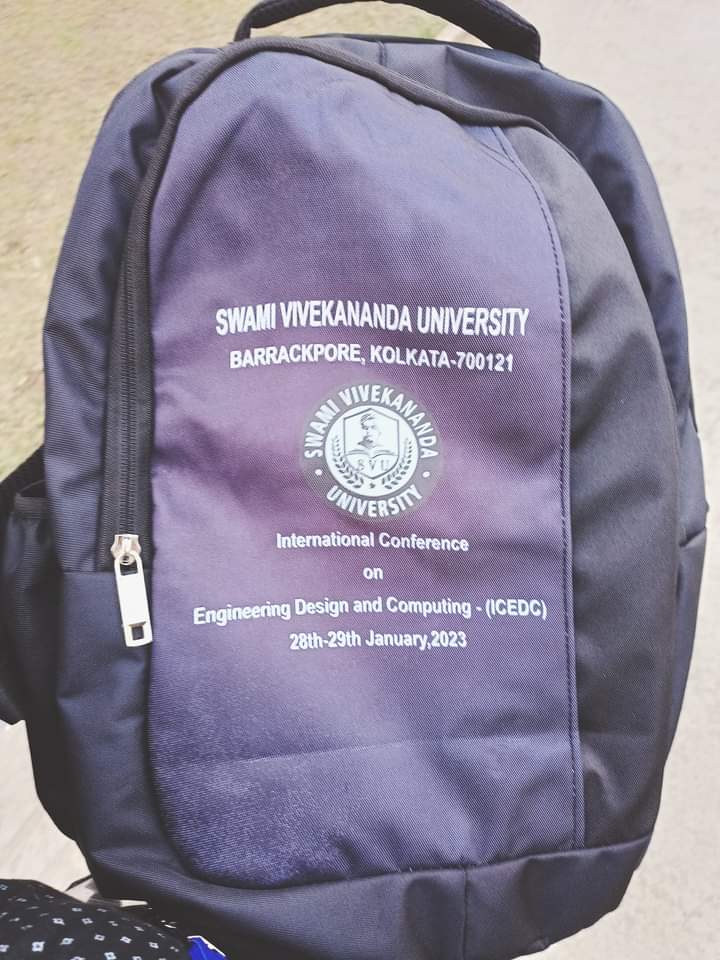 SWAMI VIVEKANANDA UNIVERSITY
BARRACKPORE, KOLKATA-700121
SWAMI VIVEKANANDA
SVU
UNIVERSITY
International Conference
on
Engineering Design and Computing - (ICEDC)
28th-29th January,2023